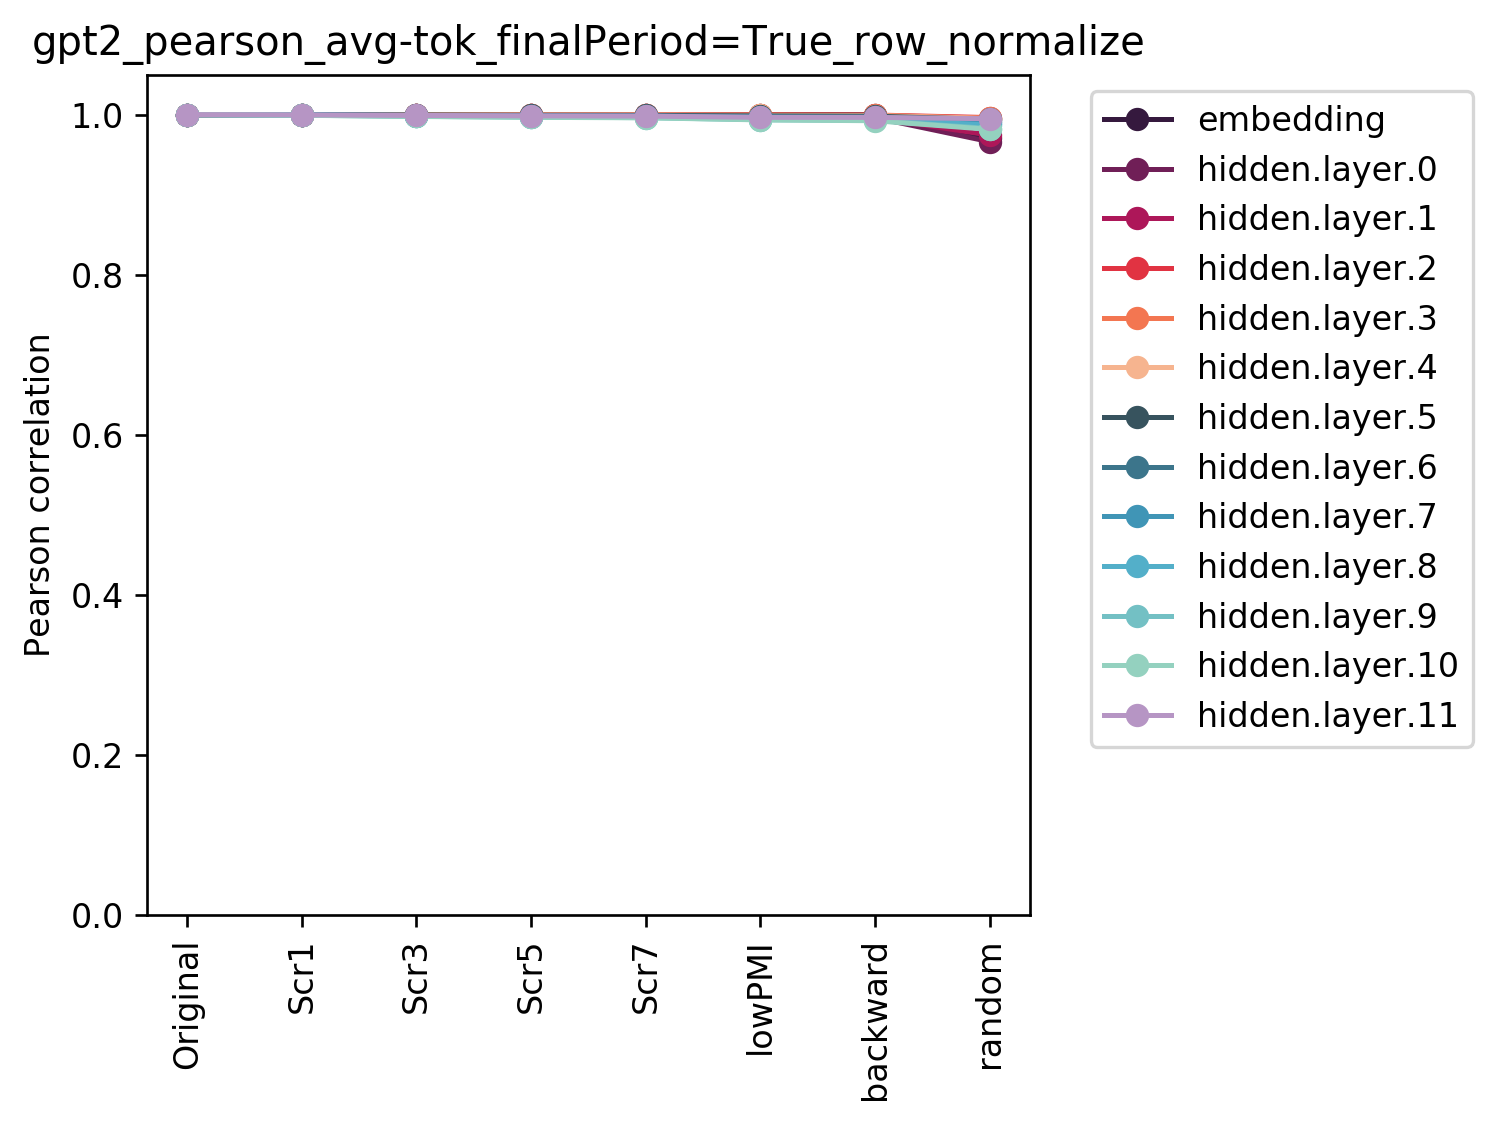 gpt2_pearson_avg-tok_finalPeriod=True_row_normalize
Pearson correlation
1.0
0.8
0.6
0.4
0.2
0.0
Original
Scr1
Scr3
Scr5
Scr7
lowPMI
backward
random
embedding
hidden.layer.0
hidden.layer.1
hidden.layer.2
hidden.layer.3
hidden.layer.4
hidden.layer.5
hidden.layer.6
hidden.layer.7
hidden.layer.8
hidden.layer.9
hidden.layer.10
hidden.layer.11